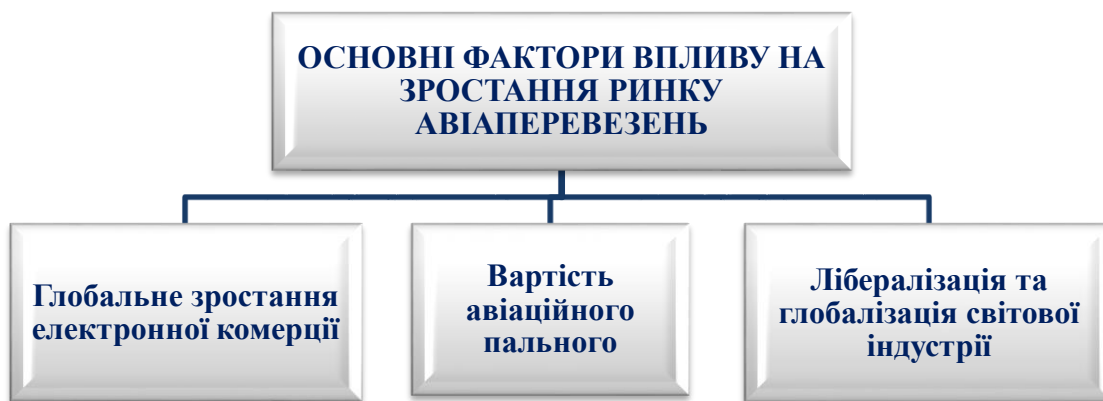 ОСНОВНІ ФАКТОРИ ВПЛИВУ НА
ЗРОСТАННЯ РИНКУ
АВІАПЕРЕВЕЗЕНЬ
Глобальне зростання
електронної комерції
Вартість
авіаційного
пального
Лібералізація та
глобалізація світової
індустрії